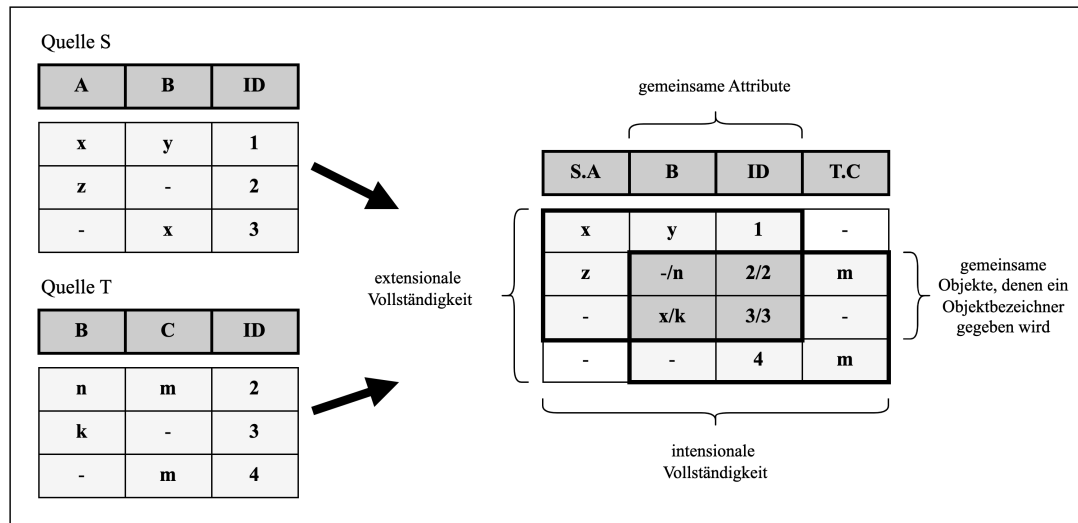 Quelle S
A B ID
x y 1
z - 2
- x 3
Quelle T
B C ID
n m 2
k - 3
- m 4
gemeinsame Attribute
S.A B ID T.C
x y 1 -
z -/n 2/2 m
- x/k 3/3 -
- - 4 m
extensionale
Vollständigkeit
gemeinsame
Objekte, denen ein
Objektbezeichner
gegeben wird
intensionale
Vollständigkeit